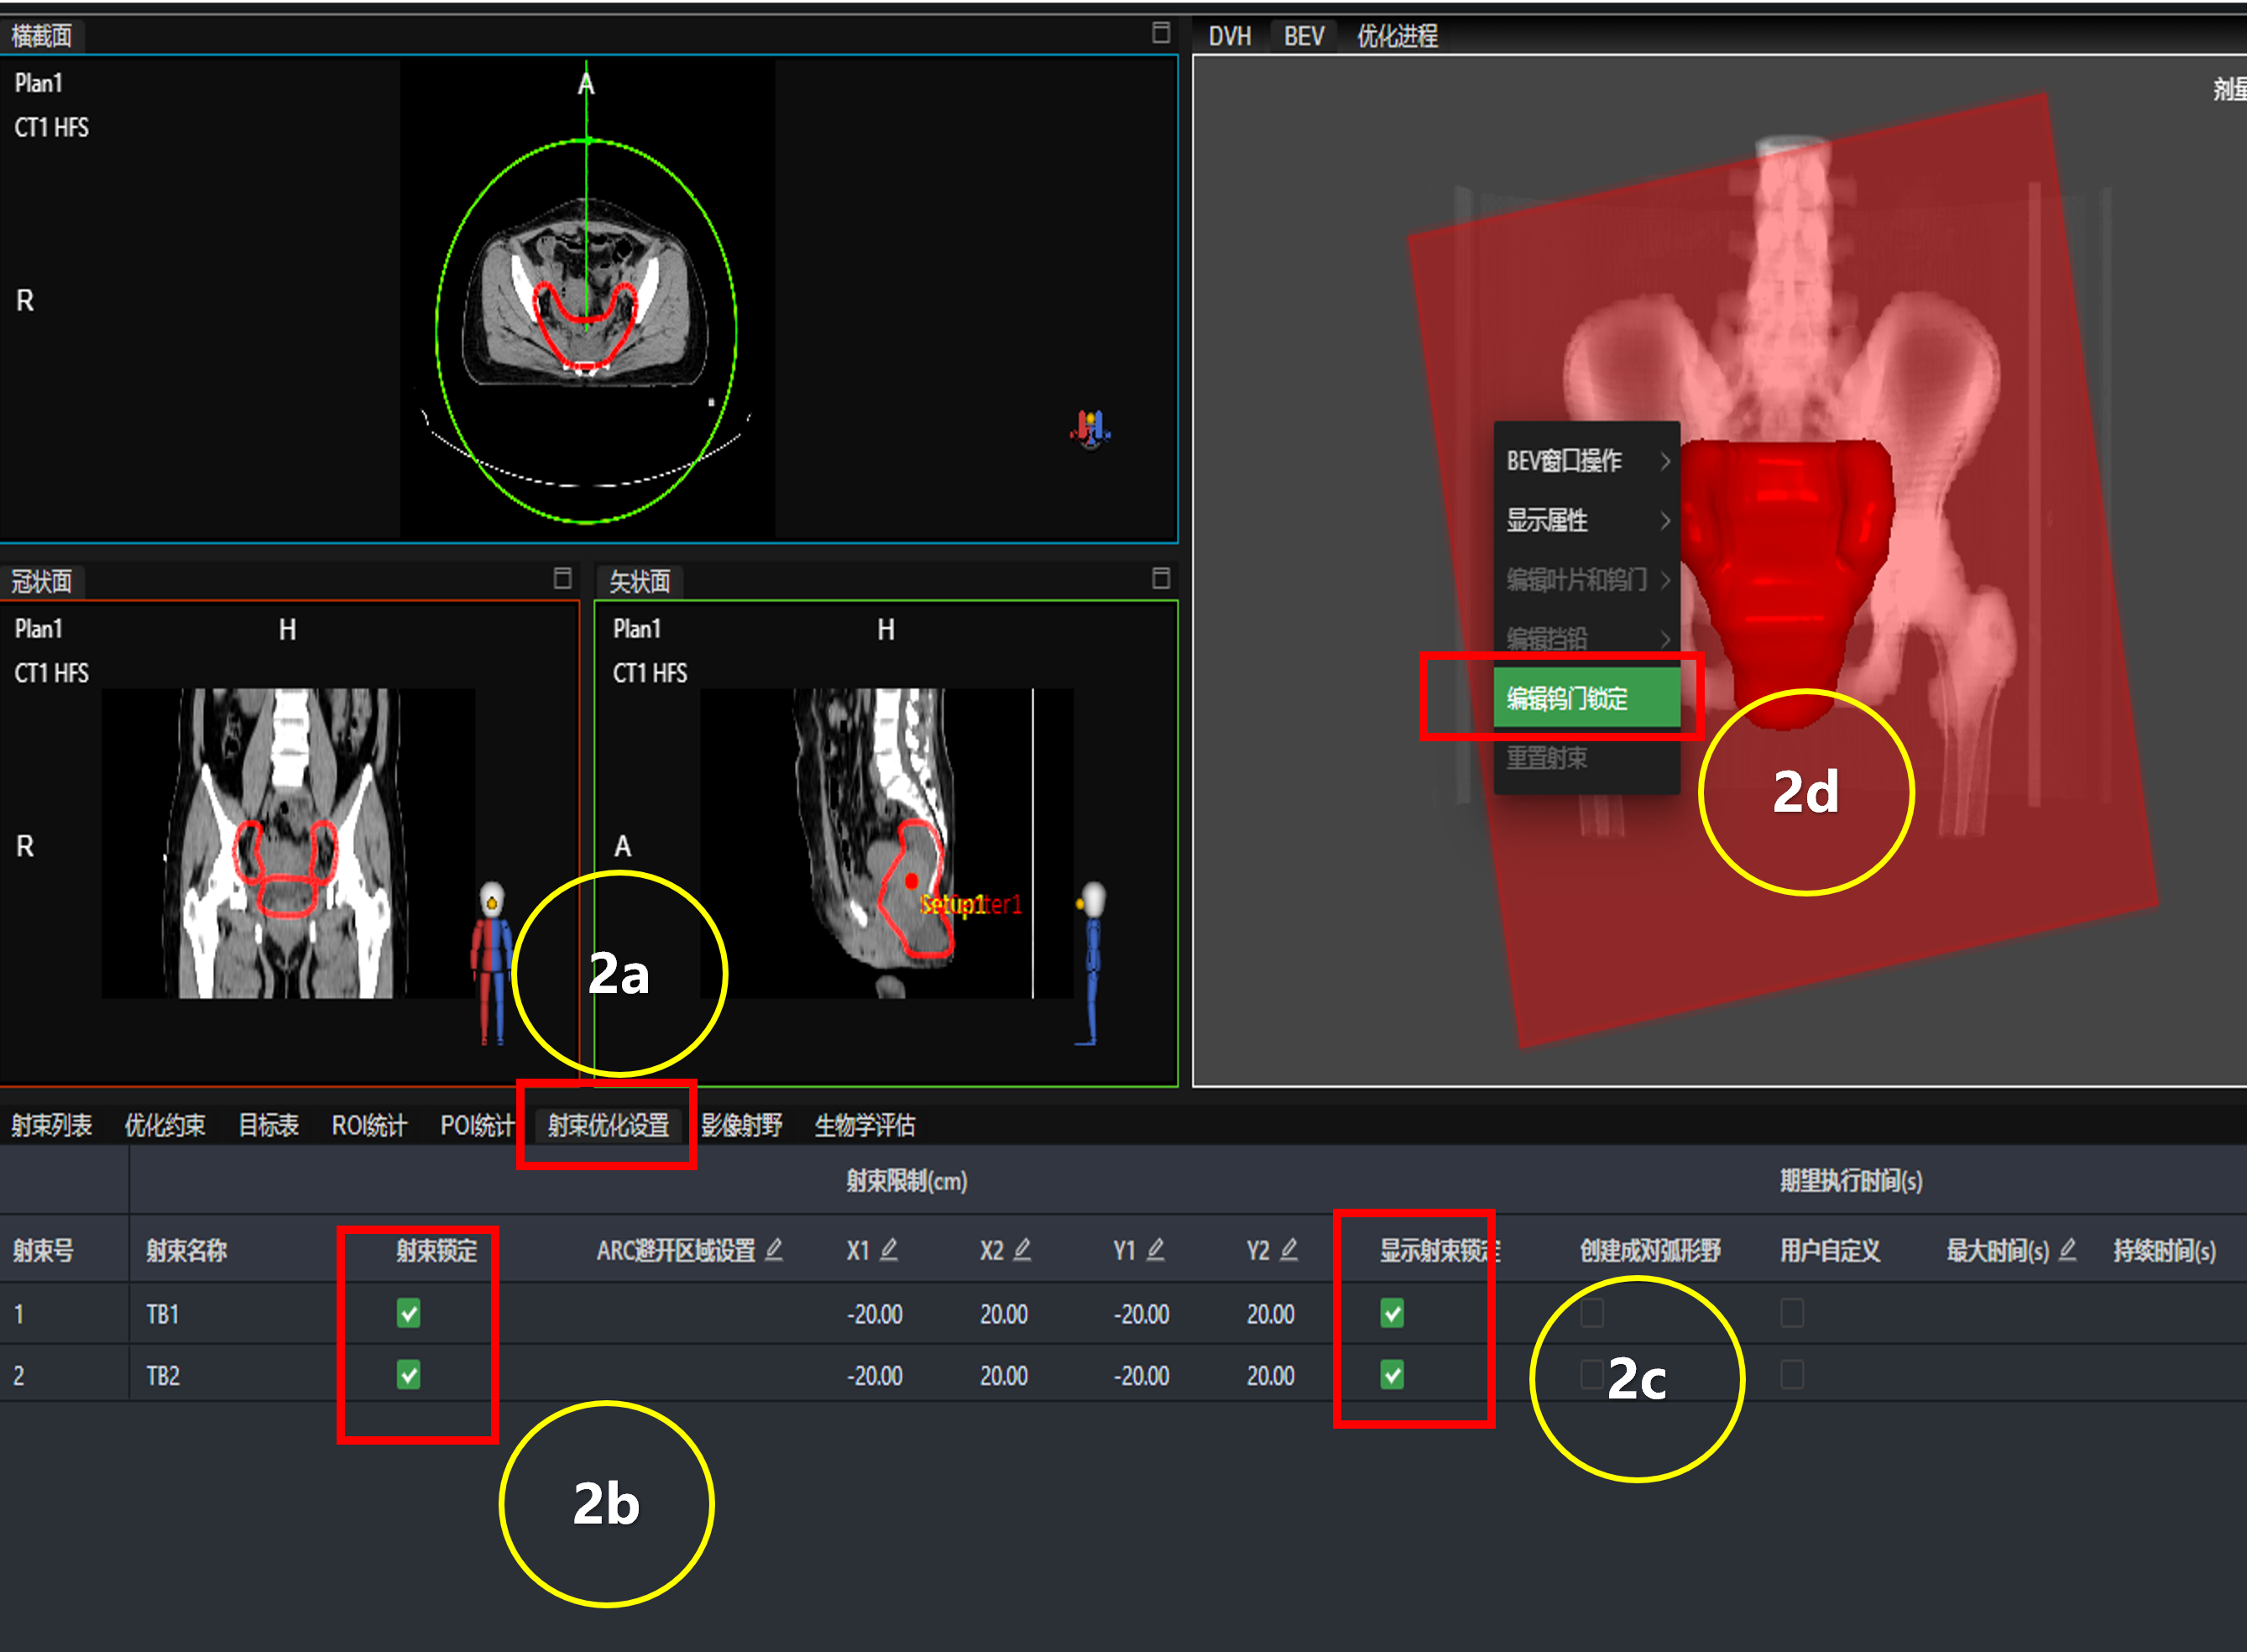 横截面
Plan1
CT1 HFS
A
R
DVH BEV 优化进程
剂量
BEV窗口操作
显示属性
编辑叶片和钨门
编辑挡铅
编辑钨门锁定
重置射束
2d
冠状面
Plan1 H
CT1 HFS
R
矢状面
Plan1 H
CT1 HFS
A
Setup1
2a
射束列表 优化约束 目标表 ROI统计 POI统计 射束优化设置 影像射野 生物学评估
射束限制(cm) 期望执行时间(s)
射束号 射束名称 射束锁定 ARC避开区域设置 X1 X2 Y1 Y2 显示射束锁定 创建成对弧形野 用户自定义 最大时间(s) 持续时间(s)
1 TB1 -20.00 20.00 -20.00 20.00
2 TB2 -20.00 20.00 -20.00 20.00
2c
2b